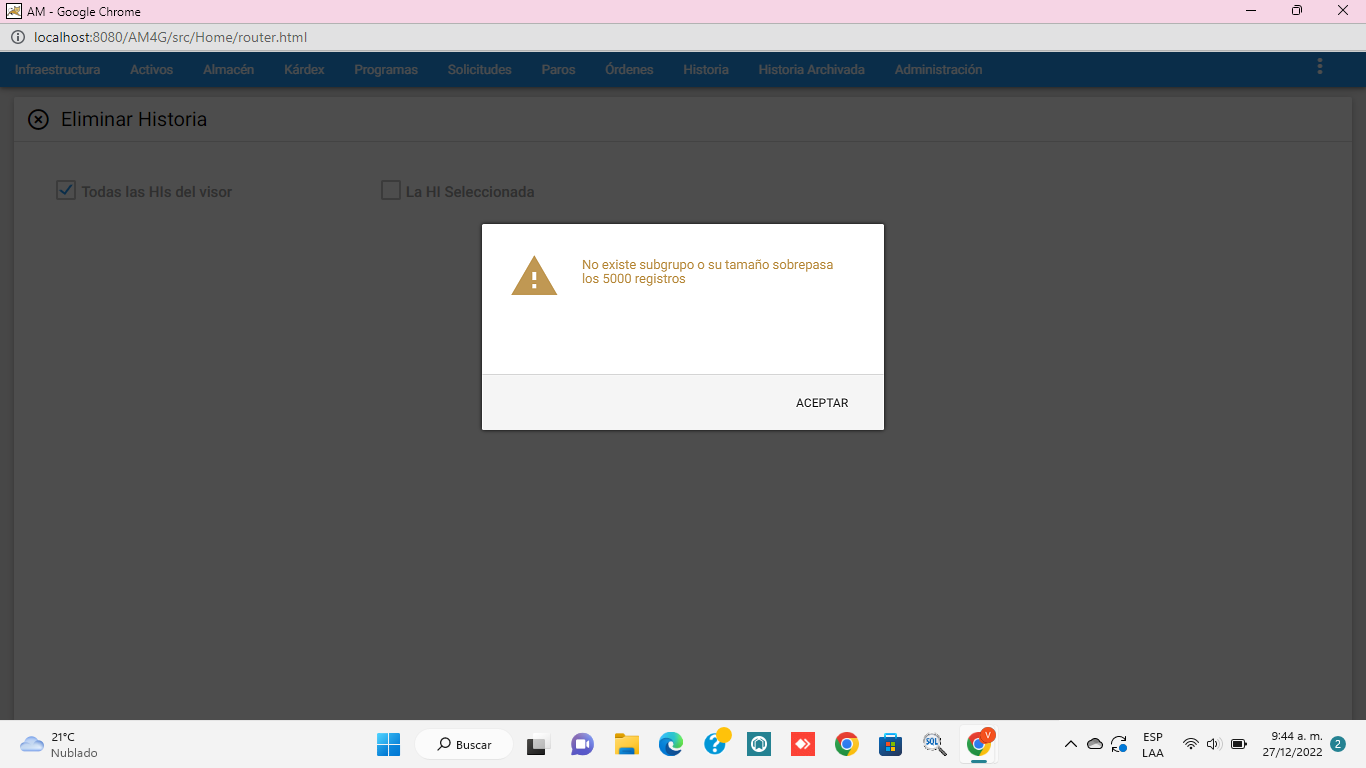 AM - Google Chrome
localhost:8080/AM4G/src/Home/router.html
Infraestructura Activos Almacén Kárdex Programas Solicitudes Paros Órdenes Historia Historia Archivada Administración
Eliminar Historia
Todas las HIs del visor La HI Seleccionada
No existe subgrupo o su tamaño sobrepasa
los 5000 registros
ACEPTAR
21°C
Nublado
Buscar
SQL
V
ESP
LAA
9:44 a. m.
27/12/2022
2